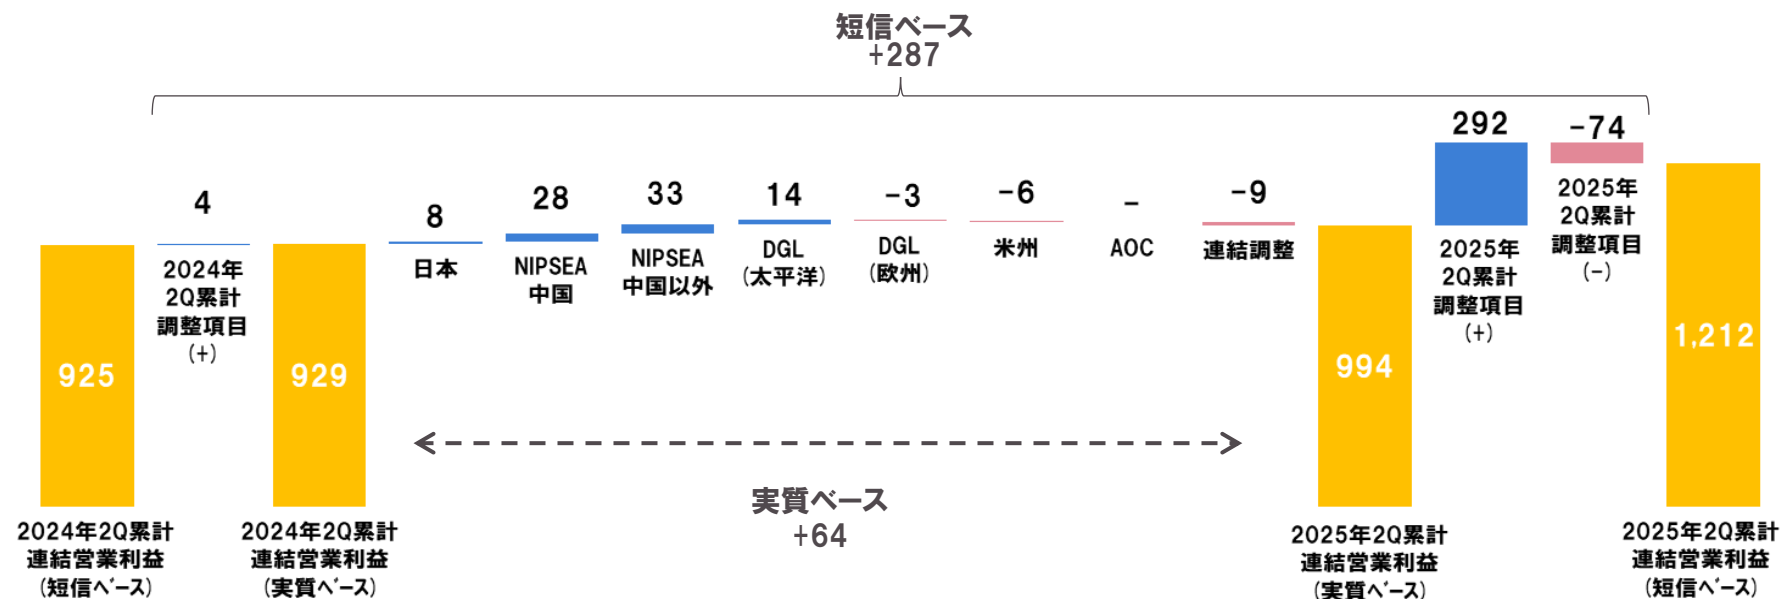 短信ベース
+287
4
2024年
2Q累計
調整項目
(+)
8
日本
28
NIPSEA
中国
33
NIPSEA
中国以外
14
DGL
(太平洋)
-3
DGL
(欧州)
-6
米州
-
AOC
-9
連結調整
292
2025年
2Q累計
調整項目
(+)
-74
2025年
2Q累計
調整項目
(-)
925
929
994
1,212
実質ベース
+64
2024年2Q累計
連結営業利益
(短信ベース)
2024年2Q累計
連結営業利益
(実質ベース)
2025年2Q累計
連結営業利益
(実質ベース)
2025年2Q累計
連結営業利益
(短信ベース)